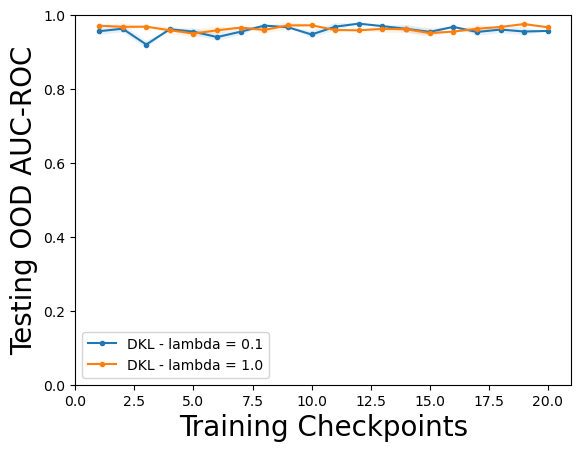 Testing OOD AUC-ROC
1.0
0.8
0.6
0.4
0.2
0.0
DKL - lambda = 0.1
DKL - lambda = 1.0
0.0 2.5 5.0 7.5 10.0 12.5 15.0 17.5 20.0
Training Checkpoints